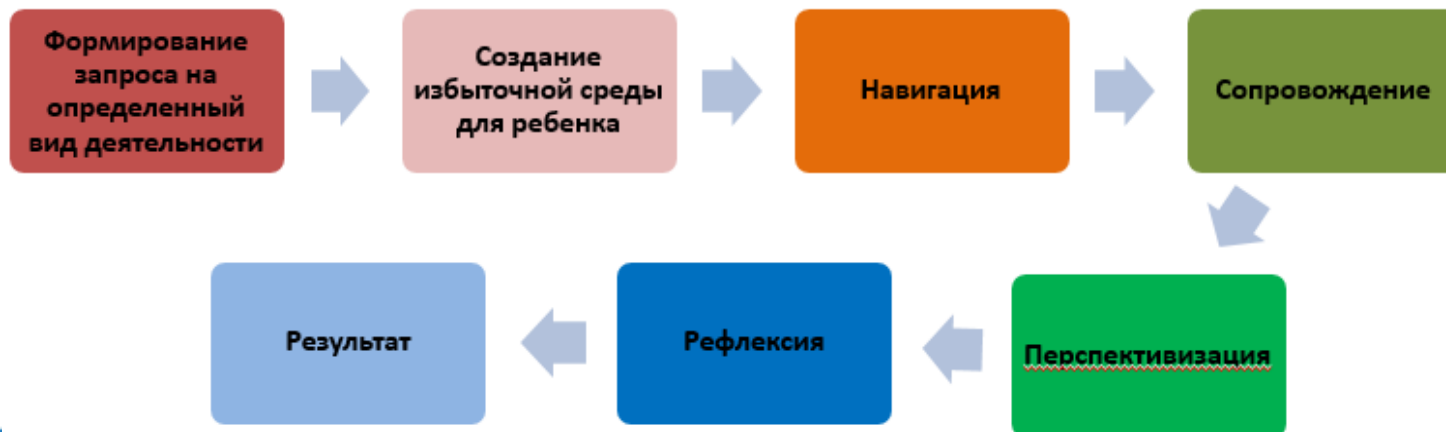 Формирование
запроса на
определенный
вид деятельности
Создание
избыточной среды
для ребенка
Навигация
Сопровождение
Перспективизация
Рефлексия
Результат